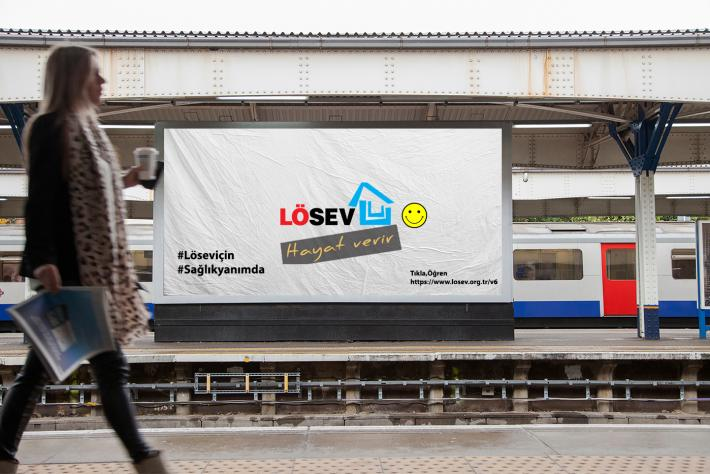 LÖSEV
Hayat verir
#Löseviçin
#Sağlıkyanımda
Tıkla,Öğren
https://www.losev.org.tr/v6